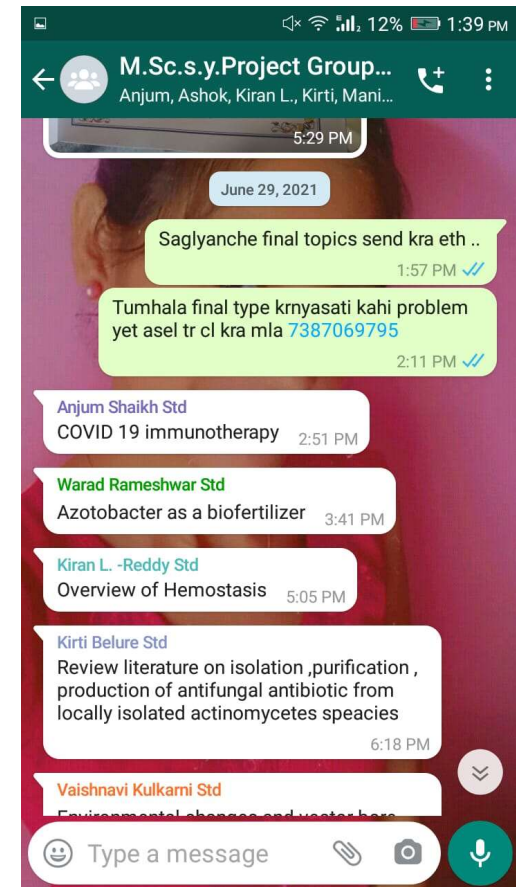 12% 1:39 PM
M.Sc.s.y.Project Group...
Anjum, Ashok, Kiran L., Kirti, Mani...
5:29 PM
June 29, 2021
Saglyanche final topics send kra eth ..
1:57 PM
Tumhala final type krnyasati kahi problem
yet asel tr cl kra mla 7387069795
2:11 PM
Anjum Shaikh Std
COVID 19 immunotherapy 2:51 PM
Warad Rameshwar Std
Azotobacter as a biofertilizer 3:41 PM
Kiran L. -Reddy Std
Overview of Hemostasis 5:05 PM
Kirti Belure Std
Review literature on isolation ,purification ,
production of antifungal antibiotic from
locally isolated actinomycetes speacies
6:18 PM
Vaishnavi Kulkarni Std
Environmental changes and vector bore
Type a message